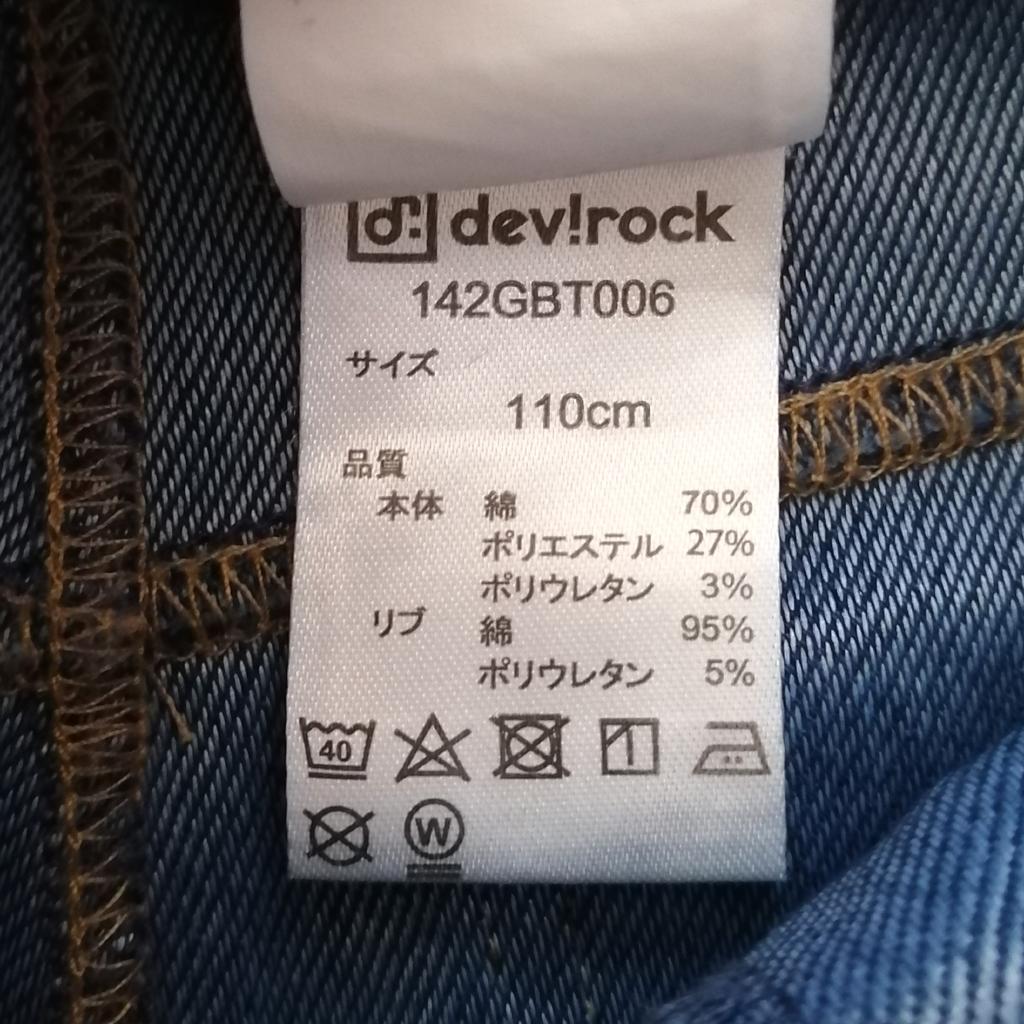 dev!rock
142GBT006
サイズ
110cm
品質
本体 綿 70%
ポリエステル 27%
ポリウレタン 3%
リブ 綿 95%
ポリウレタン 5%
40
W